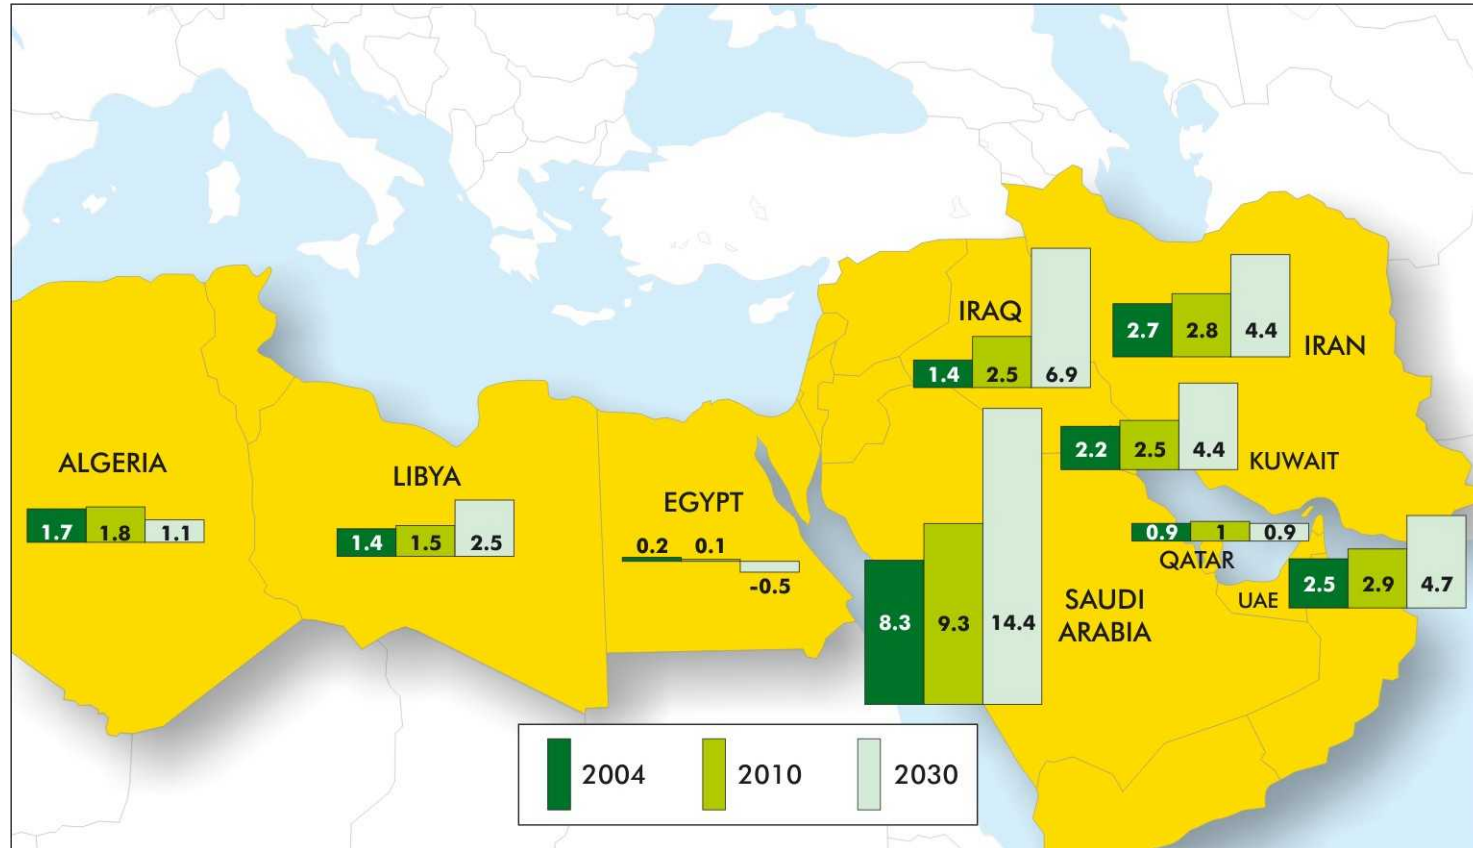 IRAQ
1.4 2.5 6.9
2.7 2.8 4.4
IRAN
2.2 2.5 4.4
KUWAIT
ALGERIA
1.7 1.8 1.1
LIBYA
1.4 1.5 2.5
EGYPT
0.2 0.1
-0.5
0.9 1 0.9
QATAR
UAE
2.5 2.9 4.7
8.3 9.3 14.4
SAUDI
ARABIA
2004 2010 2030